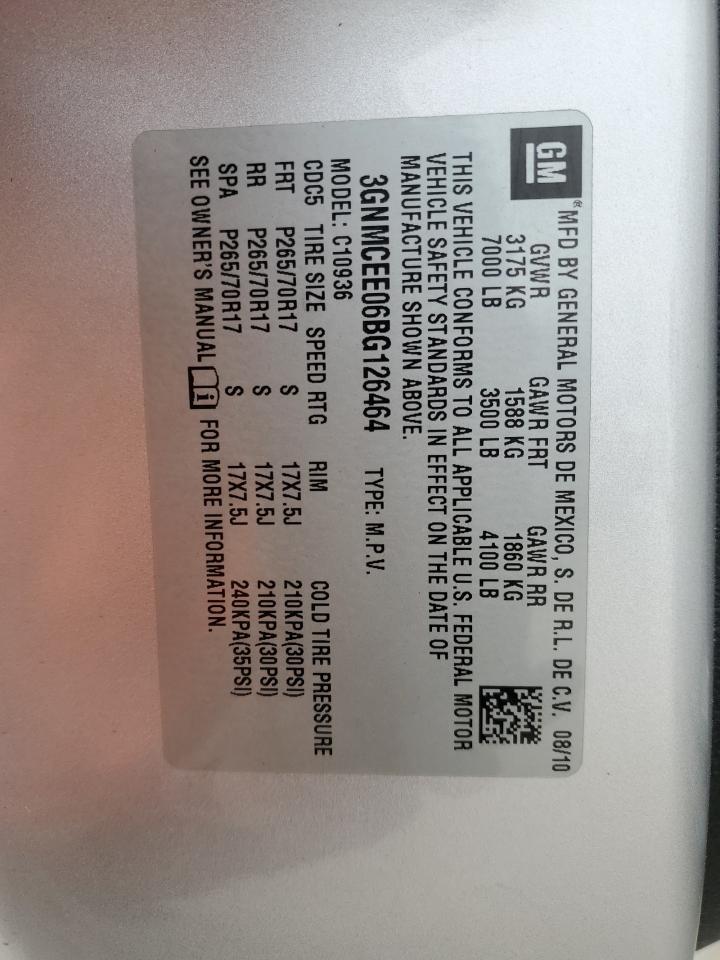 GM
® MFD BY GENERAL MOTORS DE MEXICO, S. DE R.L. DE C.V. 08/10
GVWR GAWR FRT GAWR RR
3175 KG 1588 KG 1860 KG
7000 LB 3500 LB 4100 LB
THIS VEHICLE CONFORMS TO ALL APPLICABLE U.S. FEDERAL MOTOR
VEHICLE SAFETY STANDARDS IN EFFECT ON THE DATE OF
MANUFACTURE SHOWN ABOVE.
3GNMCEE06BG126464 TYPE: M.P.V.
MODEL: C10936
CDC5 TIRE SIZE SPEED RTG RIM COLD TIRE PRESSURE
FRT P265/70R17 S 17X7.5J 210KPA(30PSI)
RR P265/70R17 S 17X7.5J 210KPA(30PSI)
SPA P265/70R17 S 17X7.5J 240KPA(35PSI)
SEE OWNER'S MANUAL i FOR MORE INFORMATION.